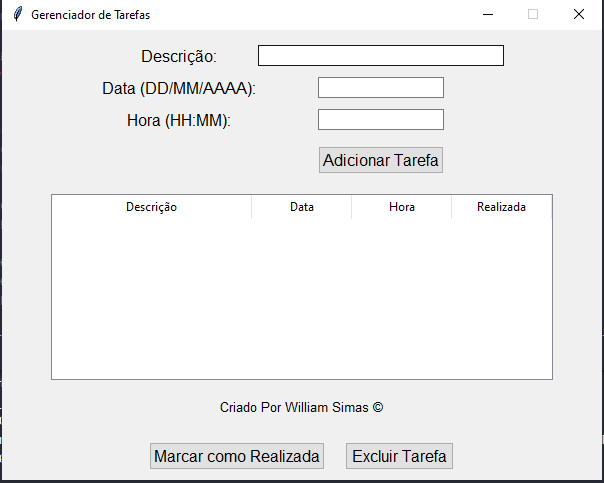 Gerenciador de Tarefas
Descrição:
Data (DD/MM/AAAA):
Hora (HH:MM):
Adicionar Tarefa
Descrição Data Hora Realizada
Criado Por William Simas ©
Marcar como Realizada Excluir Tarefa